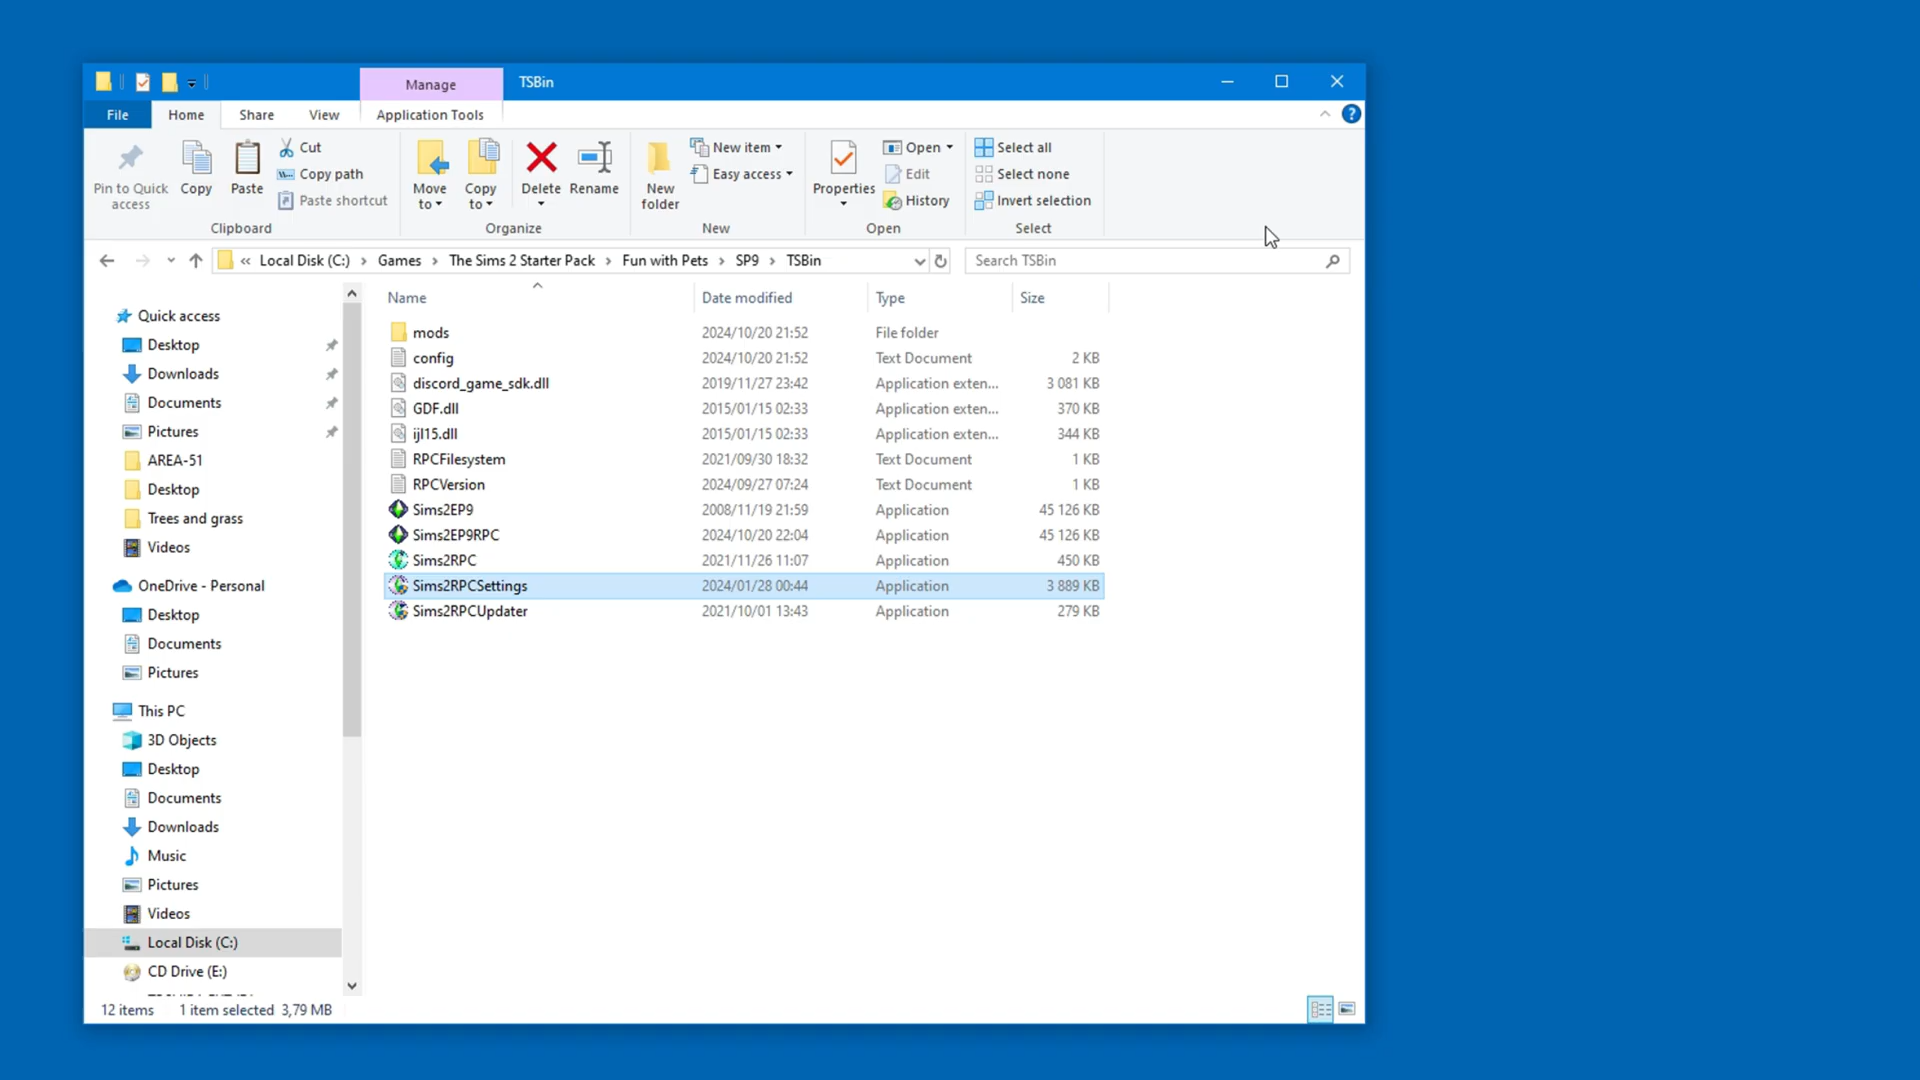 Manage
TSBin
File
Home
Share
View
Application Tools
Pin to Quick access
Copy
Paste
Cut
Copy path
Paste shortcut
Clipboard
Move to
Copy to
Delete
Rename
Organize
New folder
New item
Easy access
New
Properties
Open
Edit
History
Open
Select all
Select none
Invert selection
Select
« Local Disk (C:) › Games › The Sims 2 Starter Pack › Fun with Pets › SP9 › TSBin
Search TSBin
Name Date modified Type Size
mods 2024/10/20 21:52 File folder
config 2024/10/20 21:52 Text Document 2 KB
discord_game_sdk.dll 2019/11/27 23:42 Application exten... 3 081 KB
GDF.dll 2015/01/15 02:33 Application exten... 370 KB
ijl15.dll 2015/01/15 02:33 Application exten... 344 KB
RPCFilesystem 2021/09/30 18:32 Text Document 1 KB
RPCVersion 2024/09/27 07:24 Text Document 1 KB
Sims2EP9 2008/11/19 21:59 Application 45 126 KB
Sims2EP9RPC 2024/10/20 22:04 Application 45 126 KB
Sims2RPC 2021/11/26 11:07 Application 450 KB
Sims2RPCSettings 2024/01/28 00:44 Application 3 889 KB
Sims2RPCUpdater 2021/10/01 13:43 Application 279 KB
Quick access
Desktop
Downloads
Documents
Pictures
AREA-51
Desktop
Trees and grass
Videos
OneDrive - Personal
Desktop
Documents
Pictures
This PC
3D Objects
Desktop
Documents
Downloads
Music
Pictures
Videos
Local Disk (C:)
CD Drive (E:)
12 items 1 item selected 3,79 MB